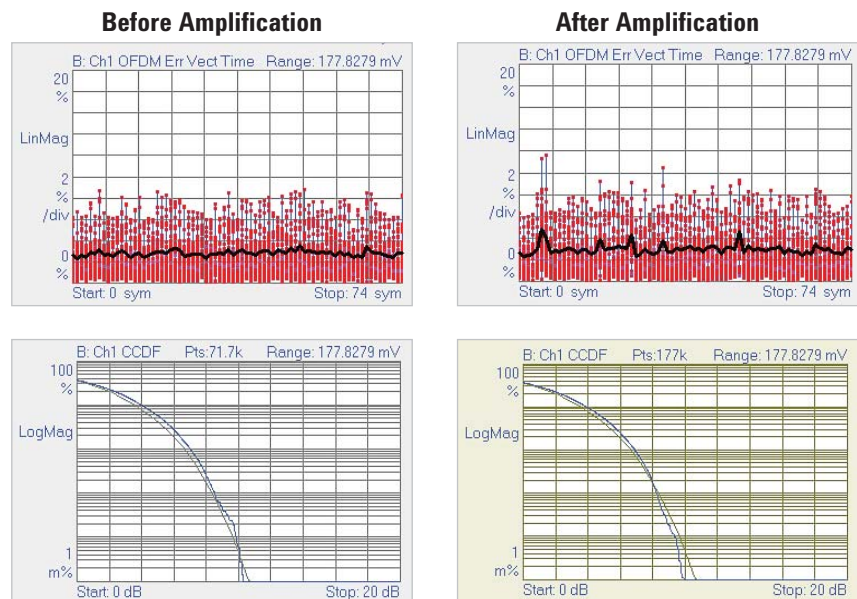 Before Amplification
After Amplification
B: Ch1 OFDM Err Vect Time Range: 177.8279 mV
20
%
LinMag
2
%
/div
0
%
Start: 0 sym
Stop: 74 sym
B: Ch1 OFDM Err Vect Time Range: 177.8279 mV
20
%
LinMag
2
%
/div
0
%
Start: 0 sym
Stop: 74 sym
B: Ch1 CCDF Pts:71.7k Range: 177.8279 mV
100
%
LogMag
1
m%
Start: 0 dB
Stop: 20 dB
B: Ch1 CCDF Pts:177k Range: 177.8279 mV
100
%
LogMag
1
m%
Start: 0 dB
Stop: 20 dB